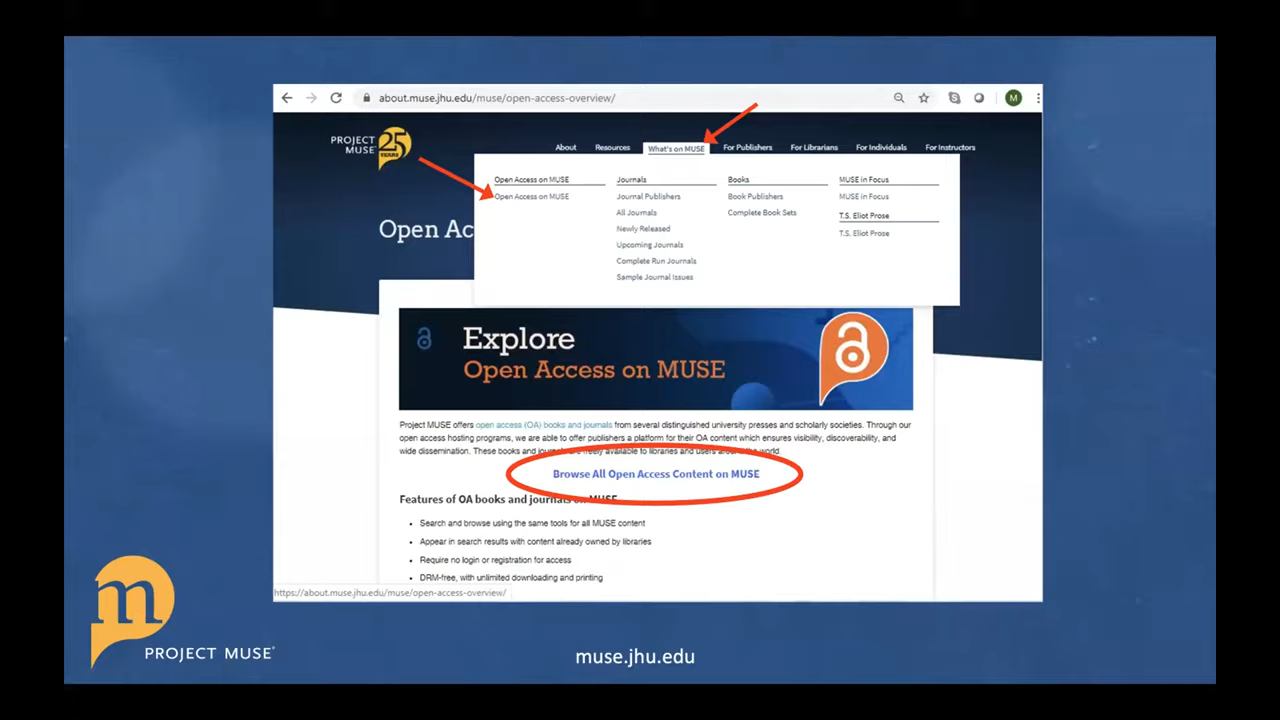 about.muse.jhu.edu/muse/open-access-overview/
M
PROJECT
MUSE
25
YEARS
About
Resources
What's on MUSE
For Publishers
For Librarians
For Individuals
For Instructors
Open Access on MUSE
Open Access on MUSE
Journals
Journal Publishers
All Journals
Newly Released
Upcoming Journals
Complete Run Journals
Sample Journal Issues
Books
Book Publishers
Complete Book Sets
MUSE in Focus
MUSE in Focus
T.S. Eliot Prose
T.S. Eliot Prose
Open Ac
Explore
Open Access on MUSE
Project MUSE offers open access (OA) books and journals from several distinguished university presses and scholarly societies. Through our
open access hosting programs, we are able to offer publishers a platform for their OA content which ensures visibility, discoverability, and
wide dissemination. These books and journals are freely available to libraries and users around the world.
Browse All Open Access Content on MUSE
Features of OA books and journals on MUSE
• Search and browse using the same tools for all MUSE content
• Appear in search results with content already owned by libraries
• Require no login or registration for access
• DRM-free, with unlimited downloading and printing
https://about.muse.jhu.edu/muse/open-access-overview/
m
PROJECT MUSE®
muse.jhu.edu